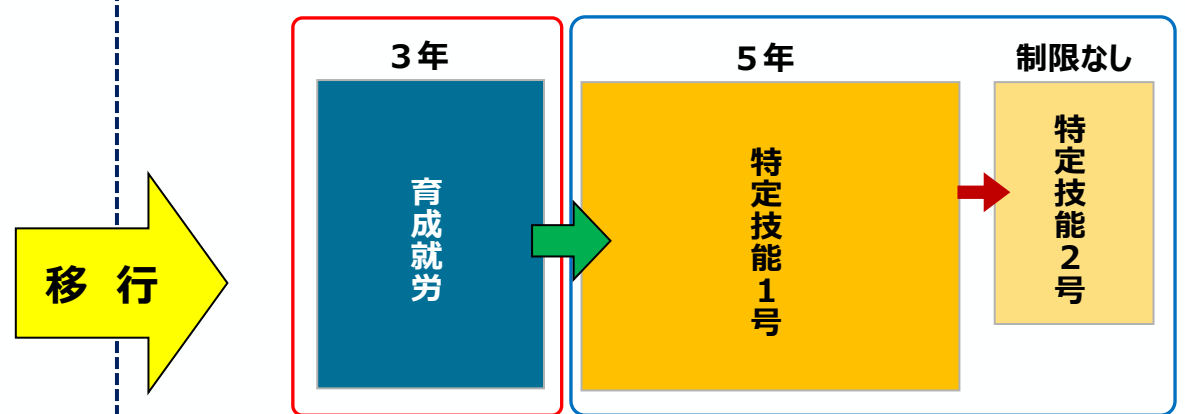 移 行
3年
育成就労
5年
特定技能1号
制限なし
特定技能2号